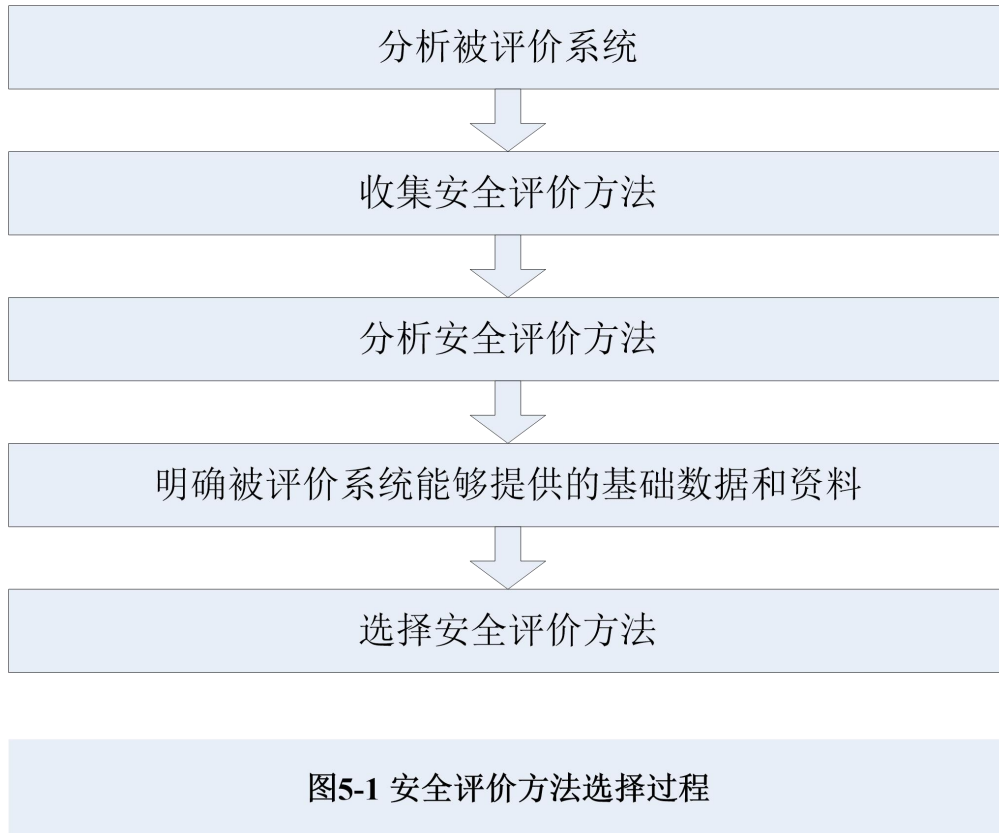 分析被评价系统
收集安全评价方法
分析安全评价方法
明确被评价系统能够提供的基础数据和资料
选择安全评价方法
图5-1 安全评价方法选择过程